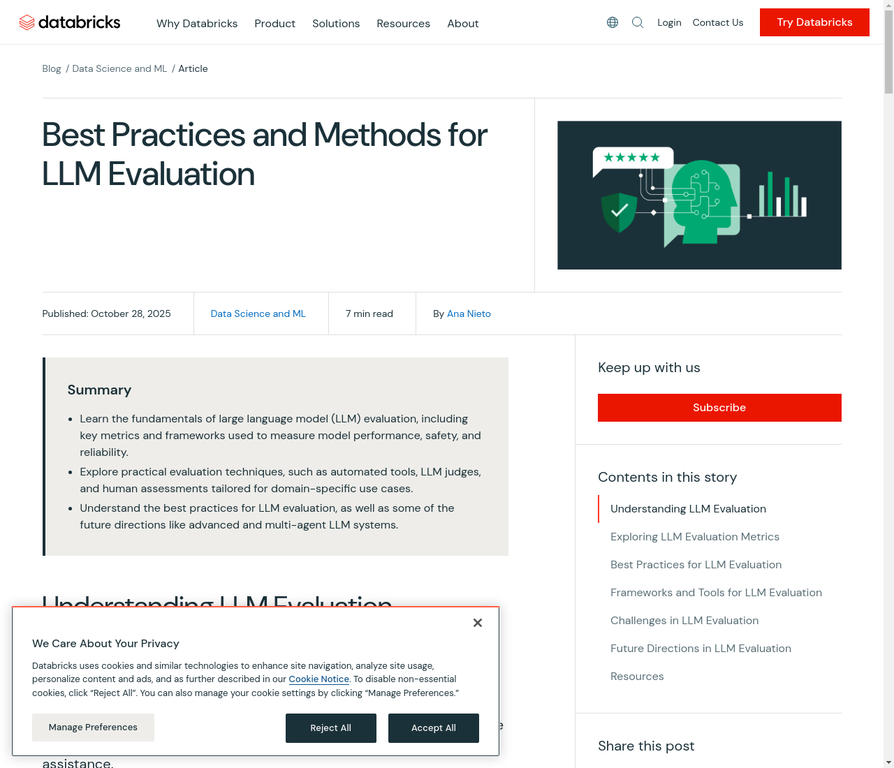 databricks
Why Databricks
Product
Solutions
Resources
About
Login
Contact Us
Try Databricks
Blog / Data Science and ML / Article
Best Practices and Methods for
LLM Evaluation
Published: October 28, 2025
Data Science and ML
7 min read
By Ana Nieto
Summary
• Learn the fundamentals of large language model (LLM) evaluation, including
key metrics and frameworks used to measure model performance, safety, and
reliability.
• Explore practical evaluation techniques, such as automated tools, LLM judges,
and human assessments tailored for domain-specific use cases.
• Understand the best practices for LLM evaluation, as well as some of the
future directions like advanced and multi-agent LLM systems.
Understanding LLM Evaluation
We Care About Your Privacy
Databricks uses cookies and similar technologies to enhance site navigation, analyze site usage,
personalize content and ads, and as further described in our Cookie Notice. To disable non-essential
cookies, click “Reject All”. You can also manage your cookie settings by clicking “Manage Preferences.”
Manage Preferences
Reject All
Accept All
assistance.
Keep up with us
Subscribe
Contents in this story
Understanding LLM Evaluation
Exploring LLM Evaluation Metrics
Best Practices for LLM Evaluation
Frameworks and Tools for LLM Evaluation
Challenges in LLM Evaluation
Future Directions in LLM Evaluation
Resources
Share this post